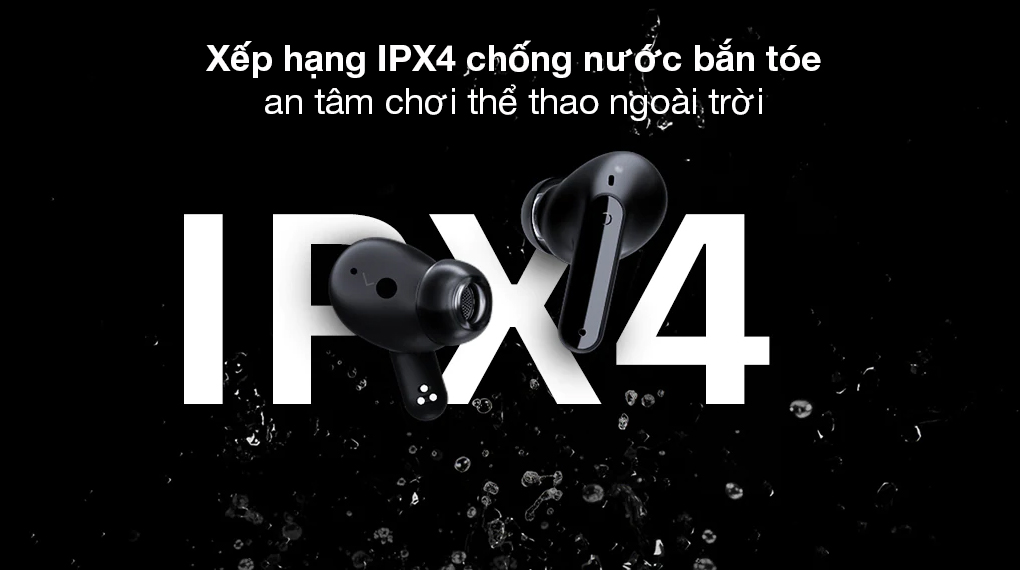 Xếp hạng IPX4 chống nước bắn tóe
an tâm chơi thể thao ngoài trời
IPX4